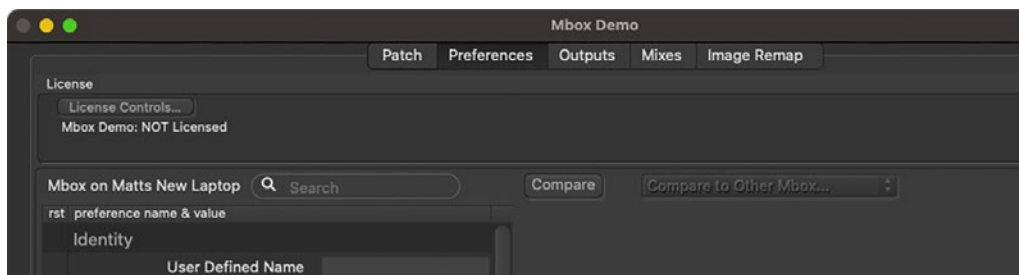 Mbox Demo
Patch Preferences Outputs Mixes Image Remap
License
License Controls...
Mbox Demo: NOT Licensed
Mbox on Matts New Laptop Search Compare Compare to Other Mbox...
rst preference name & value
Identity
User Defined Name